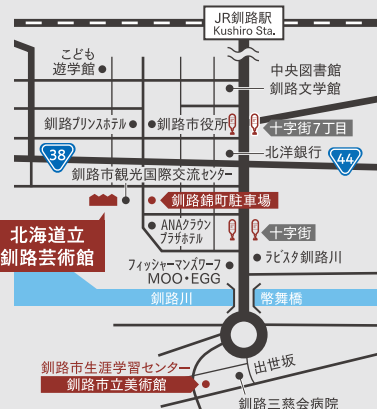 JR釧路駅
Kushiro Sta.
こども
遊学館
中央図書館
釧路文学館
釧路プリンスホテル
釧路市役所
十字街7丁目
38
北洋銀行
44
釧路市観光国際交流センター
釧路錦町駐車場
北海道立
釧路芸術館
ANAクラウン
プラザホテル
十字街
フィッシャーマンズワーフ
MOO・EGG
ラビスタ釧路川
釧路川
幣舞橋
釧路市生涯学習センター
釧路市立美術館
出世坂
釧路三慈会病院